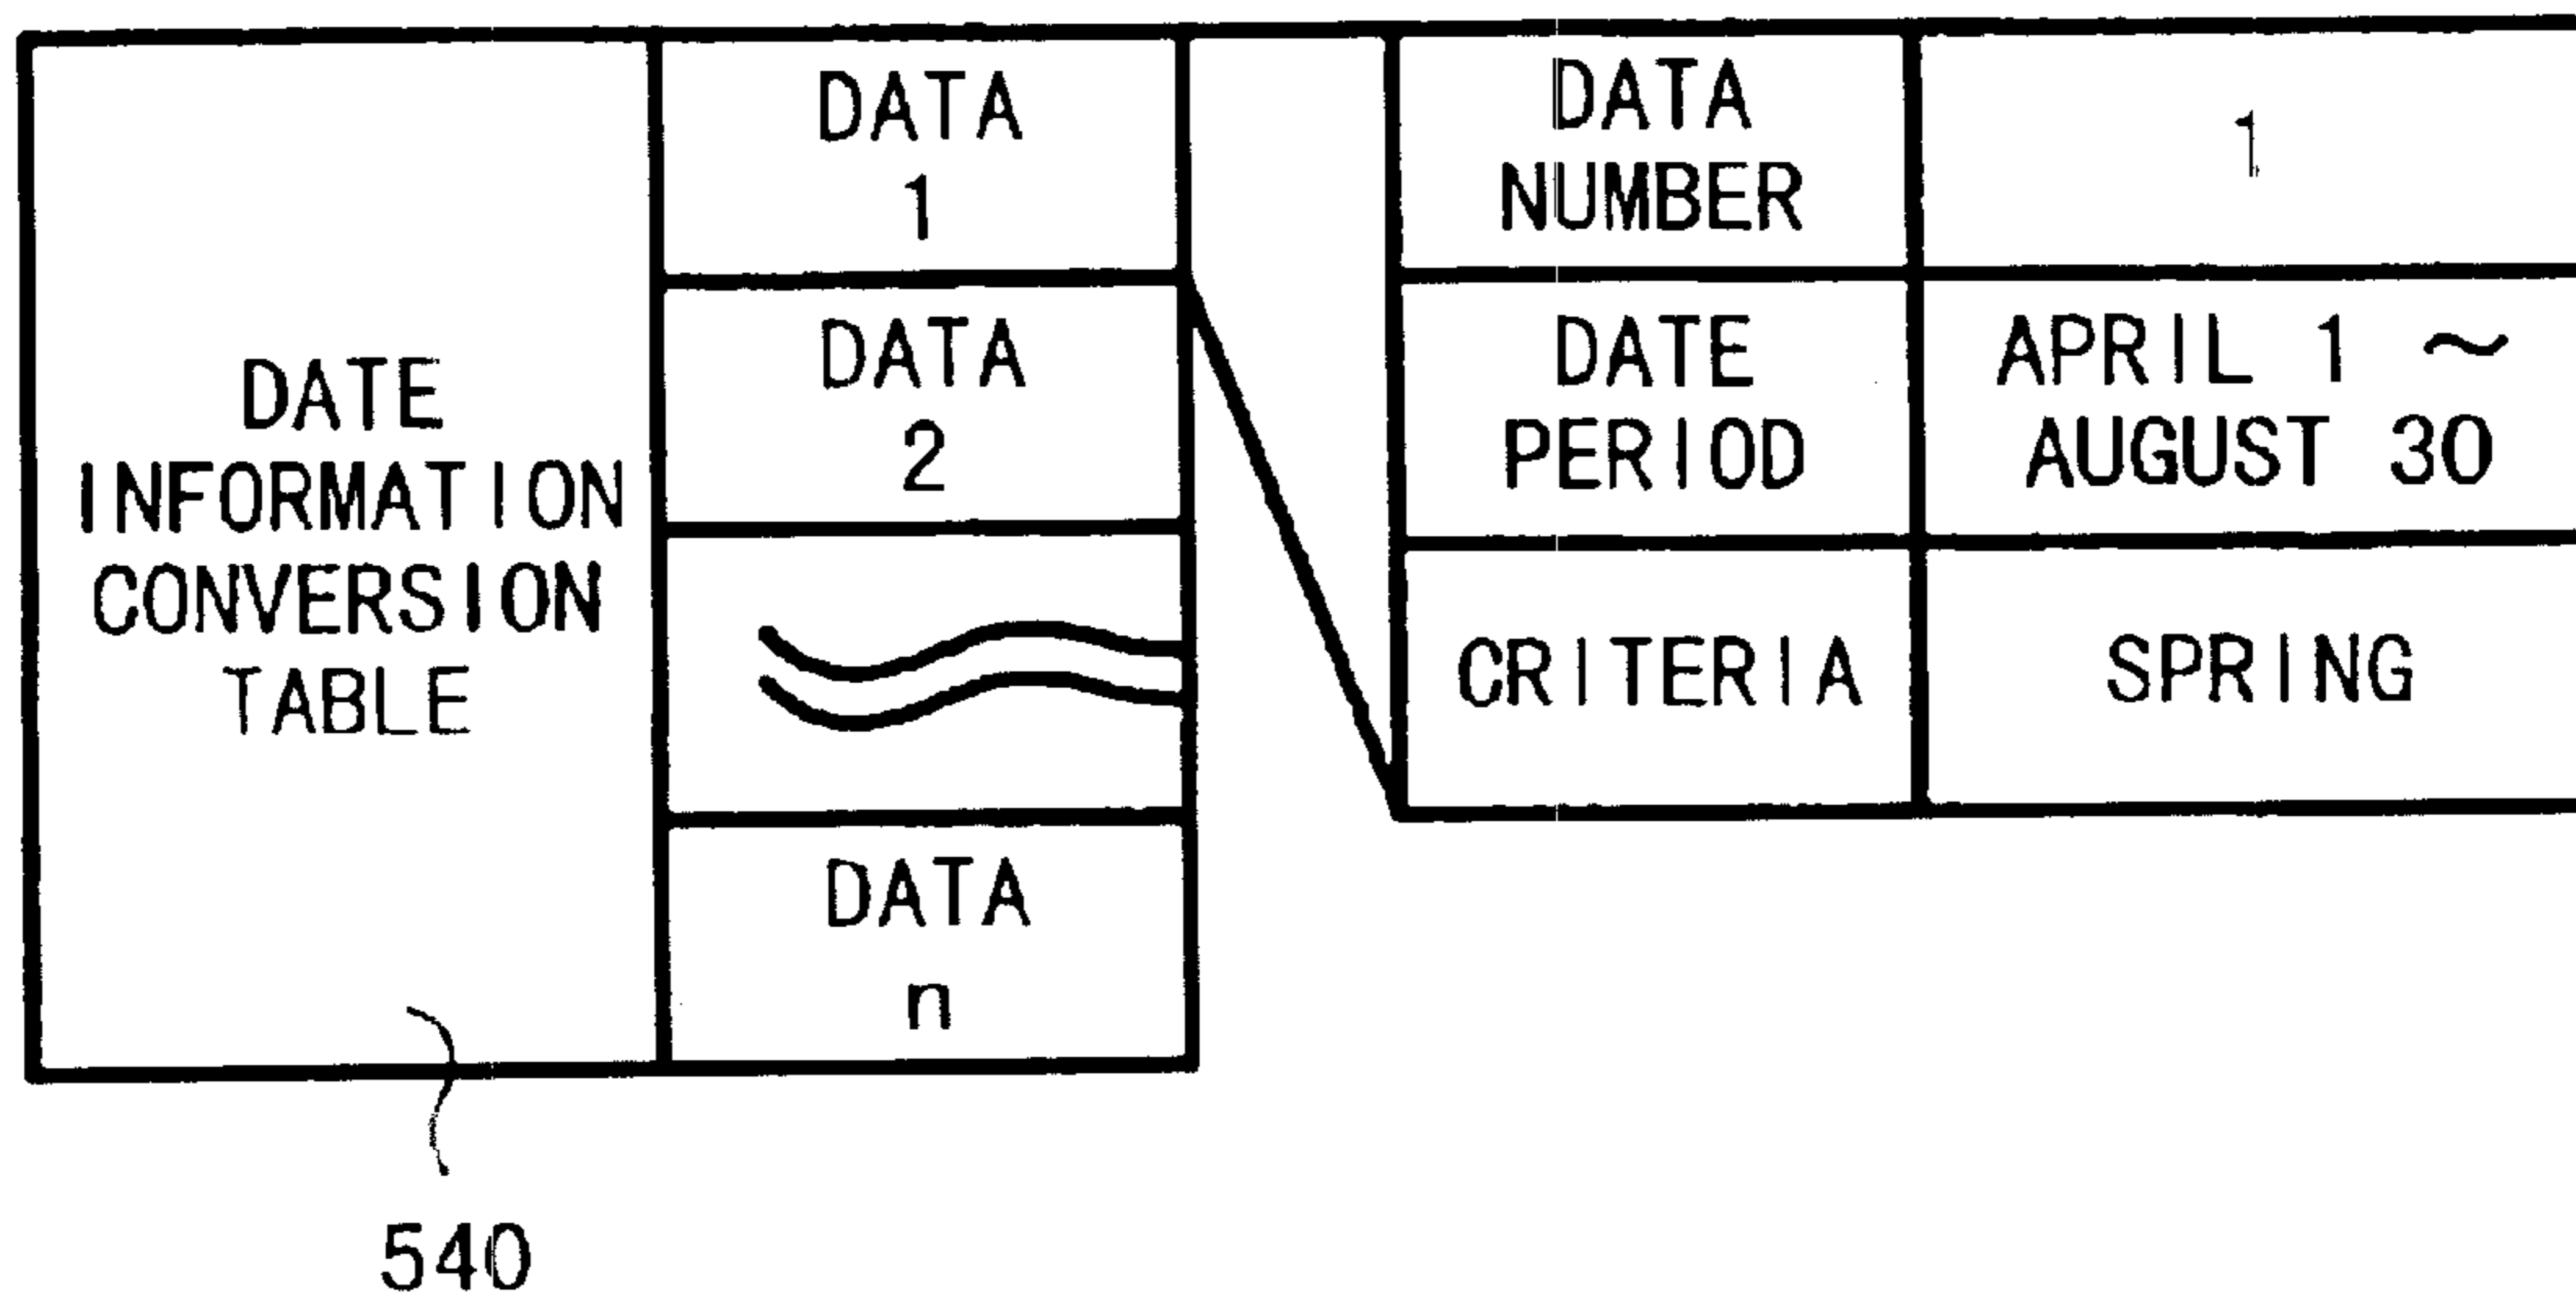 DATE
INFORMATION
CONVERSION
TABLE
DATA
1
DATA
2
DATA
n
DATA
NUMBER
1
DATE
PERIOD
APRIL 1 ~
AUGUST 30
CRITERIA
SPRING
540